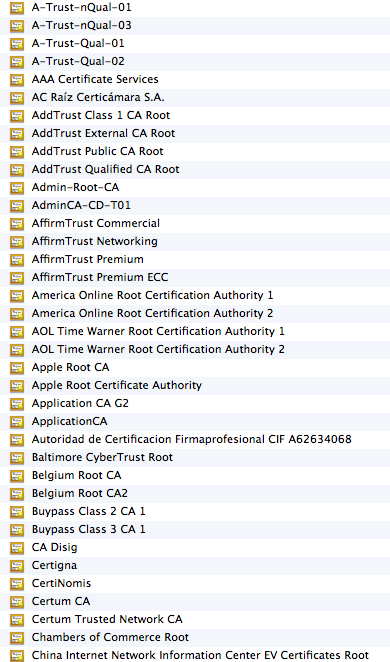 A-Trust-nQual-01
A-Trust-nQual-03
A-Trust-Qual-01
A-Trust-Qual-02
AAA Certificate Services
AC Raíz Certicámara S.A.
AddTrust Class 1 CA Root
AddTrust External CA Root
AddTrust Public CA Root
AddTrust Qualified CA Root
Admin-Root-CA
AdminCA-CD-T01
AffirmTrust Commercial
AffirmTrust Networking
AffirmTrust Premium
AffirmTrust Premium ECC
America Online Root Certification Authority 1
America Online Root Certification Authority 2
AOL Time Warner Root Certification Authority 1
AOL Time Warner Root Certification Authority 2
Apple Root CA
Apple Root Certificate Authority
Application CA G2
ApplicationCA
Autoridad de Certificacion Firmaprofesional CIF A62634068
Baltimore CyberTrust Root
Belgium Root CA
Belgium Root CA2
Buypass Class 2 CA 1
Buypass Class 3 CA 1
CA Disig
Certigna
CertiNomis
Certum CA
Certum Trusted Network CA
Chambers of Commerce Root
China Internet Network Information Center EV Certificates Root